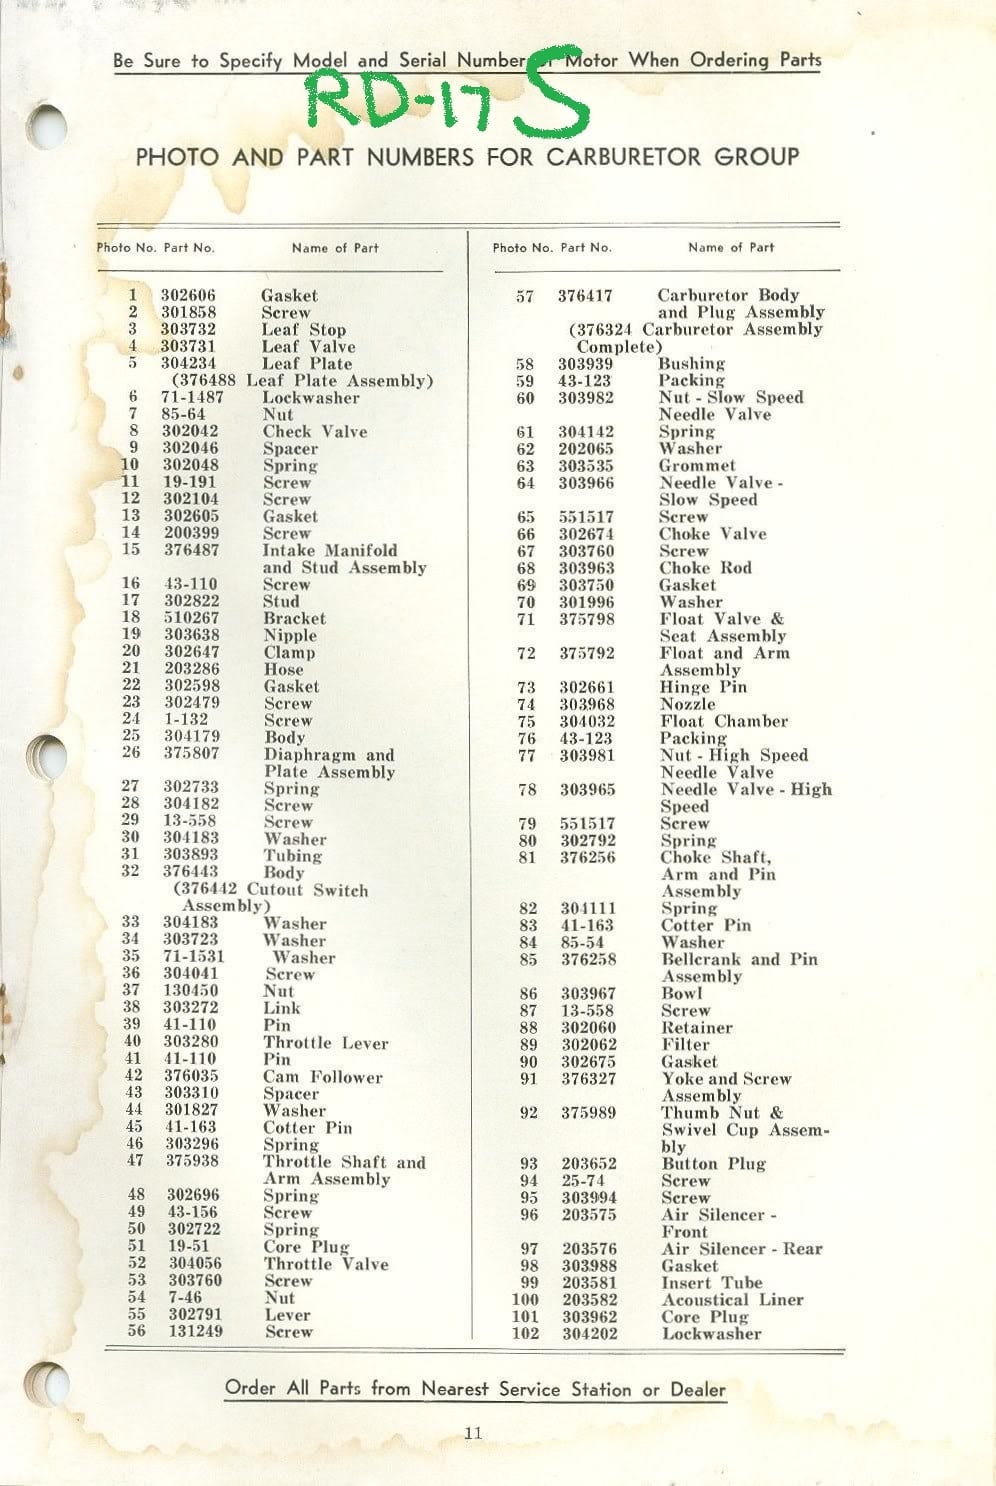 Be Sure to Specify Model and Serial Number Motor When Ordering Parts
RD-17 S
PHOTO AND PART NUMBERS FOR CARBURETOR GROUP
Photo No. Part No. Name of Part
1 302606 Gasket
2 301858 Screw
3 303732 Leaf Stop
4 303731 Leaf Valve
5 304234 Leaf Plate
(376488 Leaf Plate Assembly)
6 71-1487 Lockwasher
7 85-64 Nut
8 302042 Check Valve
9 302046 Spacer
10 302048 Spring
11 19-191 Screw
12 302104 Screw
13 302605 Gasket
14 200399 Screw
15 376487 Intake Manifold
and Stud Assembly
16 43-110 Screw
17 302822 Stud
18 510267 Bracket
19 303638 Nipple
20 302647 Clamp
21 203286 Hose
22 302598 Gasket
23 302479 Screw
24 1-132 Screw
25 304179 Body
26 375807 Diaphragm and
Plate Assembly
27 302733 Spring
28 304182 Screw
29 13-558 Screw
30 304183 Washer
31 303893 Tubing
32 376443 Body
(376442 Cutout Switch
Assembly)
33 304183 Washer
34 303723 Washer
35 71-1531 Washer
36 304041 Screw
37 130450 Nut
38 303272 Link
39 41-110 Pin
40 303280 Throttle Lever
41 41-110 Pin
42 376035 Cam Follower
43 303310 Spacer
44 301827 Washer
45 41-163 Cotter Pin
46 303296 Spring
47 375938 Throttle Shaft and
Arm Assembly
48 302696 Spring
49 43-156 Screw
50 302722 Spring
51 19-51 Core Plug
52 304056 Throttle Valve
53 303760 Screw
54 7-46 Nut
55 302791 Lever
56 131249 Screw
Photo No. Part No. Name of Part
57 376417 Carburetor Body
and Plug Assembly
(376324 Carburetor Assembly
Complete)
58 303939 Bushing
59 43-123 Packing
60 303982 Nut - Slow Speed
Needle Valve
61 304142 Spring
62 202065 Washer
63 303535 Grommet
64 303966 Needle Valve -
Slow Speed
65 551517 Screw
66 302674 Choke Valve
67 303760 Screw
68 303963 Choke Rod
69 303750 Gasket
70 301996 Washer
71 375798 Float Valve &
Seat Assembly
72 375792 Float and Arm
Assembly
73 302661 Hinge Pin
74 303968 Nozzle
75 304032 Float Chamber
76 43-123 Packing
77 303981 Nut - High Speed
Needle Valve
78 303965 Needle Valve - High
Speed
79 551517 Screw
80 302792 Spring
81 376256 Choke Shaft,
Arm and Pin
Assembly
82 304111 Spring
83 41-163 Cotter Pin
84 85-54 Washer
85 376258 Bellcrank and Pin
Assembly
86 303967 Bowl
87 13-558 Screw
88 302060 Retainer
89 302062 Filter
90 302675 Gasket
91 376327 Yoke and Screw
Assembly
92 375989 Thumb Nut &
Swivel Cup Assem-
bly
93 203652 Button Plug
94 25-74 Screw
95 303994 Screw
96 203575 Air Silencer -
Front
97 203576 Air Silencer - Rear
98 303988 Gasket
99 203581 Insert Tube
100 203582 Acoustical Liner
101 303962 Core Plug
102 304202 Lockwasher
Order All Parts from Nearest Service Station or Dealer
11